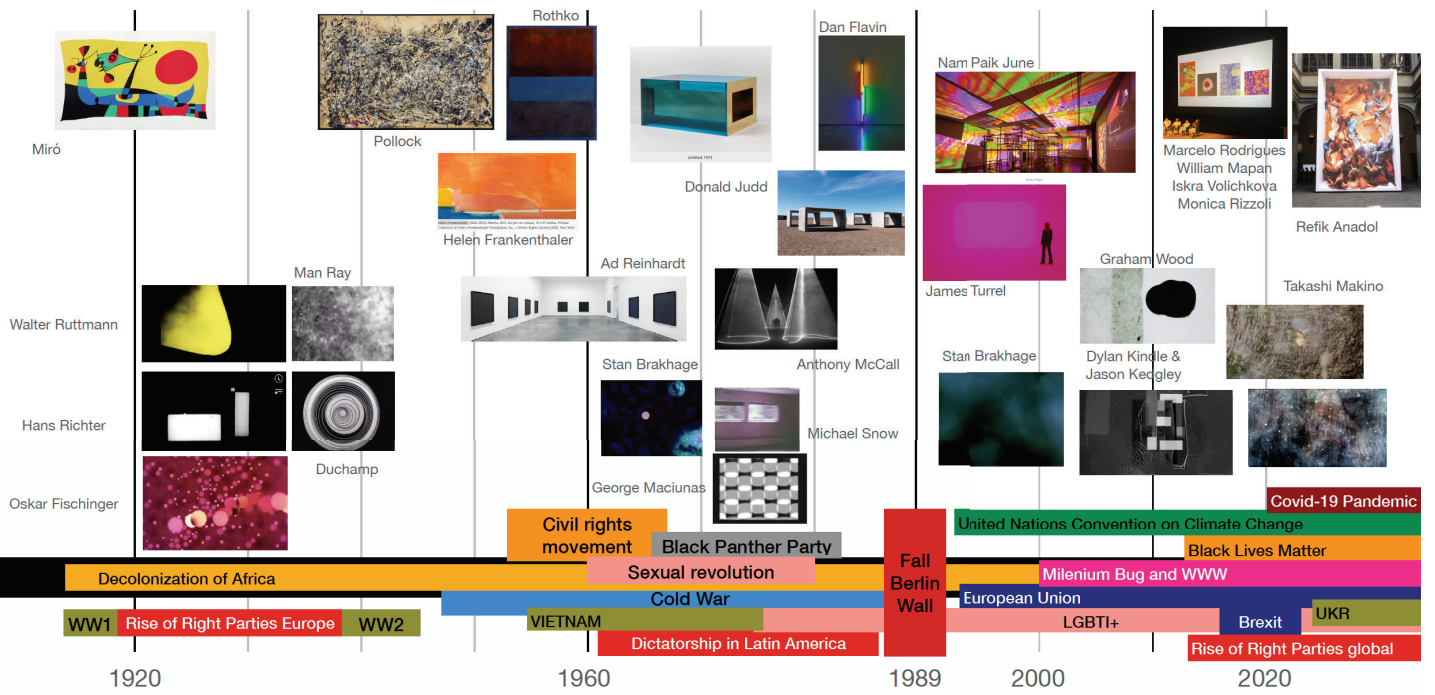 Rothko
Dan Flavin
Nam Paik June
Miró
Pollock
Untitled, 1973
Marcelo Rodrigues
William Mapan
Iskra Volichkova
Monica Rizzoli
Donald Judd
Refik Anadol
Helen Frankenthaler
Man Ray
Ad Reinhardt
Graham Wood
James Turrel
Takashi Makino
Walter Ruttmann
Stan Brakhage
Anthony McCall
Stan Brakhage
Dylan Kindle &
Jason Kedgley
Hans Richter
Michael Snow
Duchamp
George Maciunas
Oskar Fischinger
Covid-19 Pandemic
Civil rights
movement
United Nations Convention on Climate Change
Black Panther Party
Black Lives Matter
Fall
Berlin
Wall
Decolonization of Africa
Sexual revolution
Milenium Bug and WWW
Cold War
European Union
WW1
Rise of Right Parties Europe
WW2
VIETNAM
LGBTI+
Brexit
UKR
Dictatorship in Latin America
Rise of Right Parties global
1920
1960
1989
2000
2020